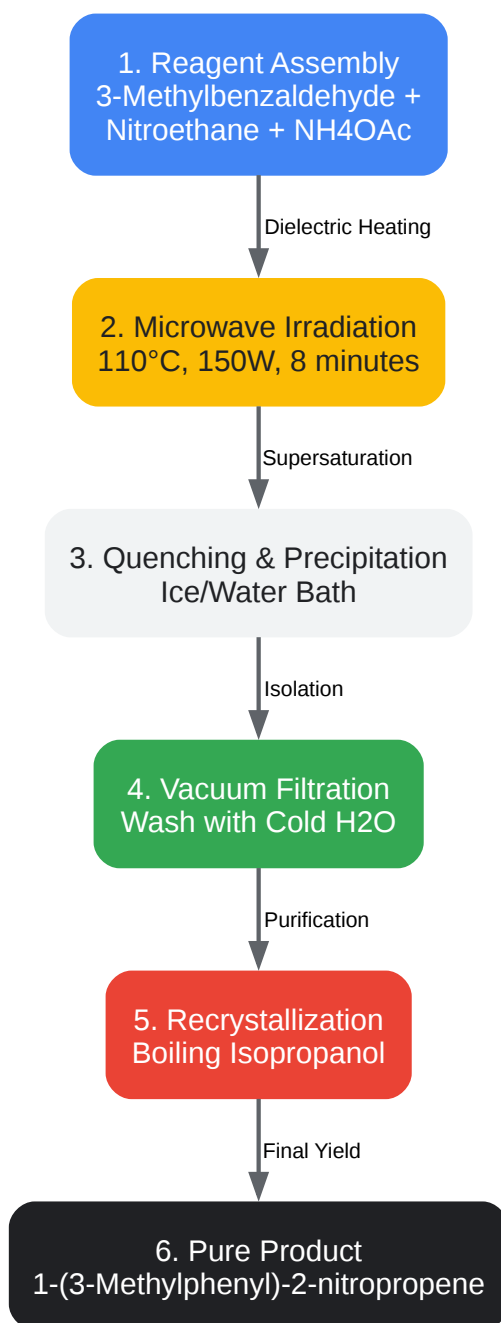 1. Reagent Assembly
3-Methylbenzaldehyde +
Nitroethane + NH4OAc
Dielectric Heating
2. Microwave Irradiation
110°C, 150W, 8 minutes
Supersaturation
3. Quenching & Precipitation
Ice/Water Bath
Isolation
4. Vacuum Filtration
Wash with Cold H2O
Purification
5. Recrystallization
Boiling Isopropanol
Final Yield
6. Pure Product
1-(3-Methylphenyl)-2-nitropropene